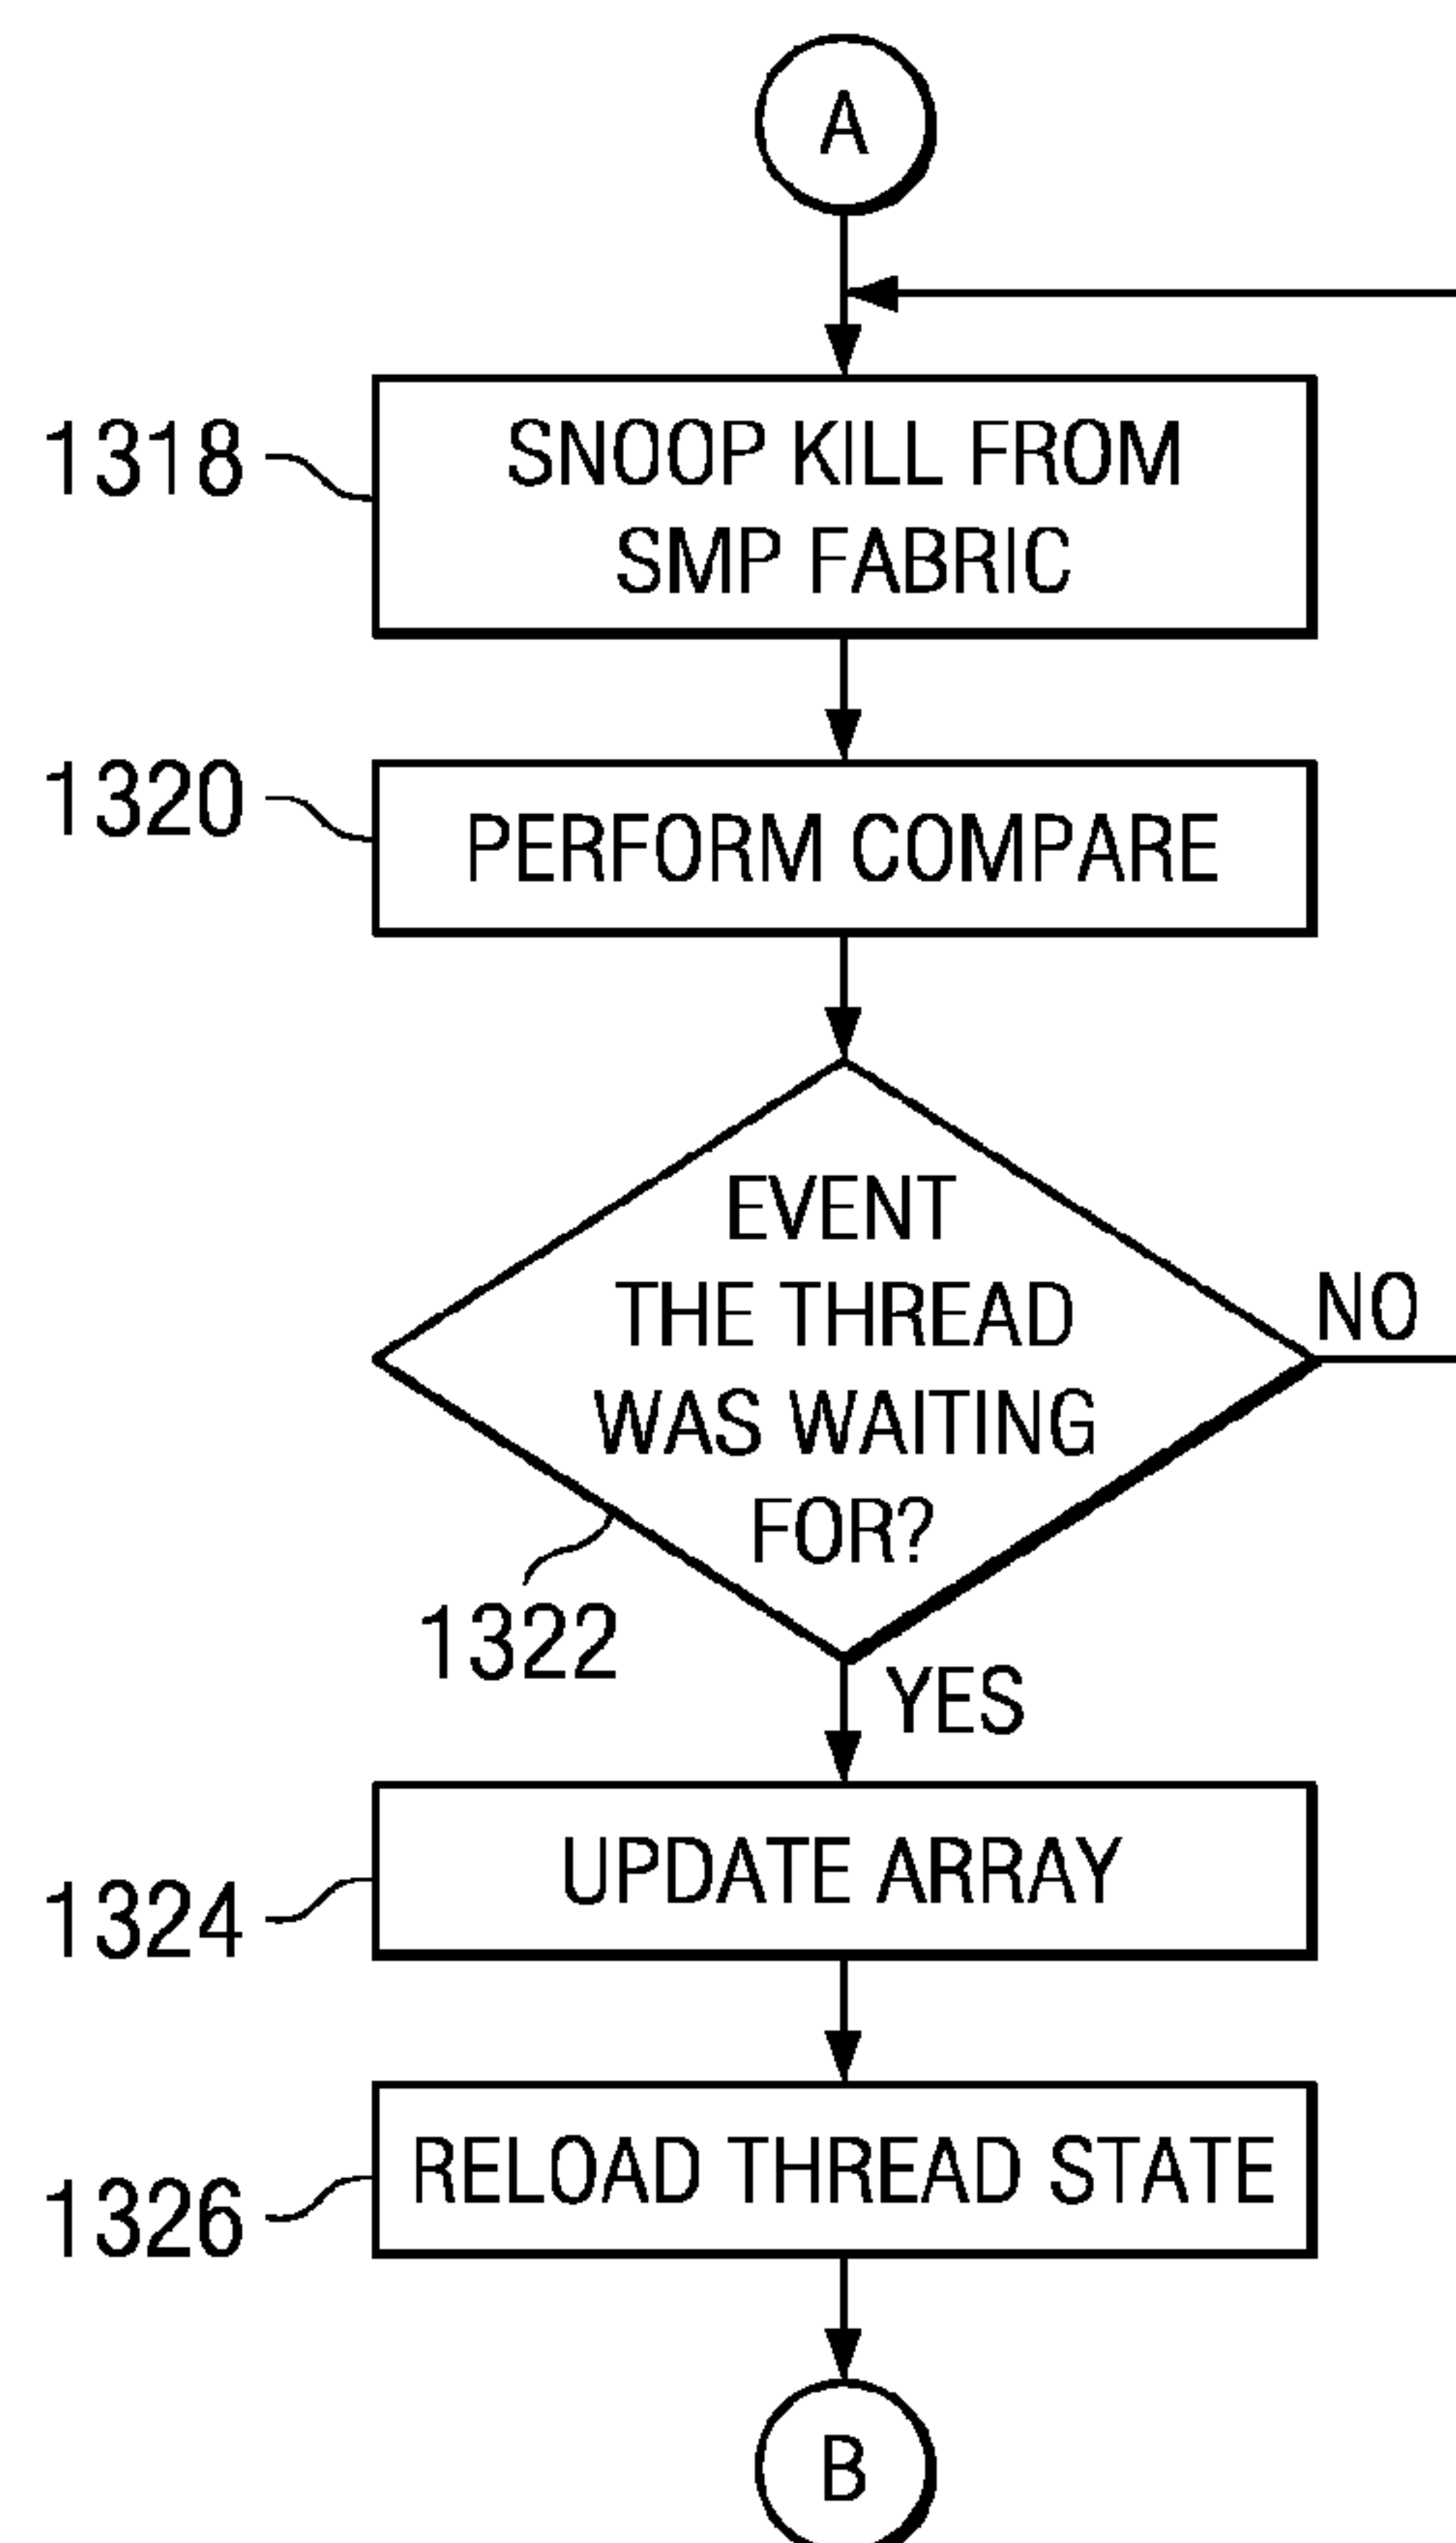 A
1318
SNOOP KILL FROM
SMP FABRIC
1320
PERFORM COMPARE
EVENT
THE THREAD
WAS WAITING
FOR?
NO
1322
YES
1324
UPDATE ARRAY
1326
RELOAD THREAD STATE
B